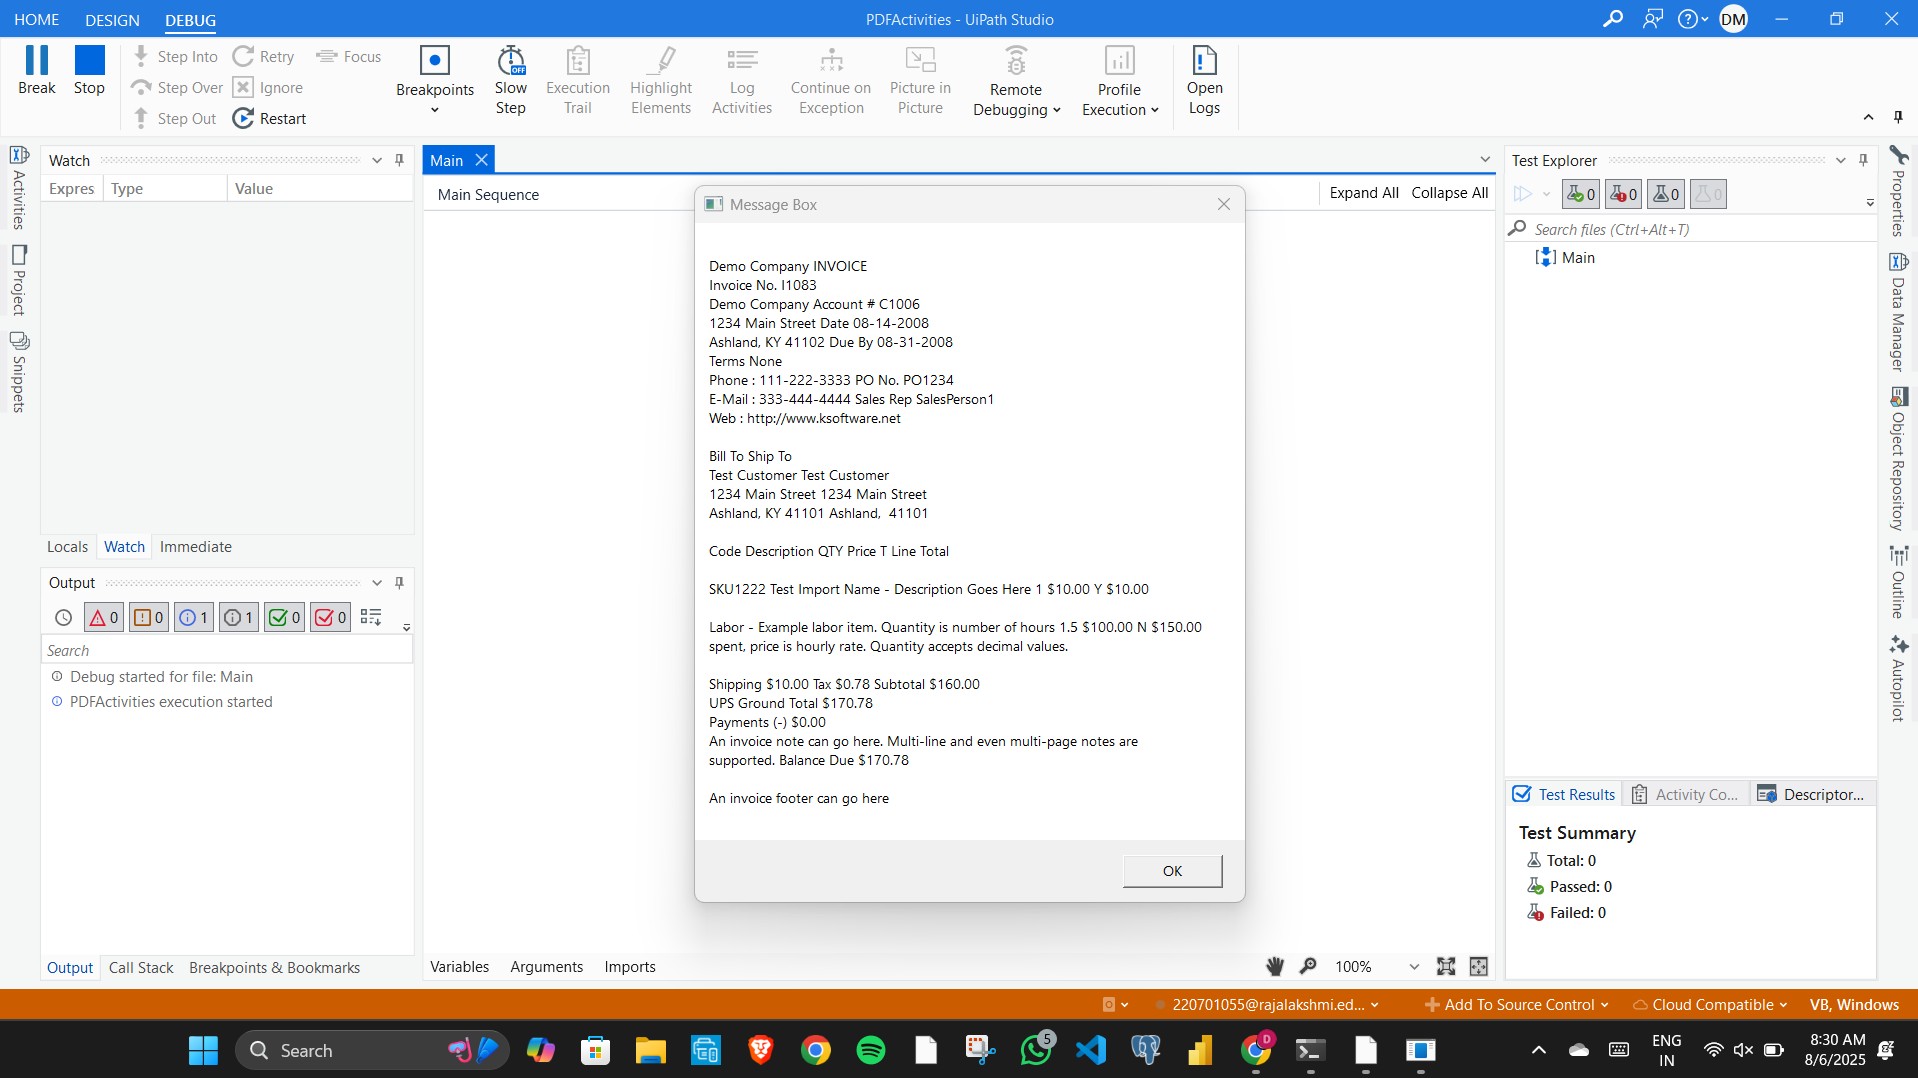 HOME DESIGN DEBUG
PDFActivities - UiPath Studio
DM
Break
Stop
Step Into
Step Over
Step Out
Retry
Ignore
Restart
Focus
Breakpoints
OFF
Slow Step
Execution Trail
Highlight Elements
Log Activities
Continue on Exception
Picture in Picture
Remote Debugging
Profile Execution
Open Logs
Activities
Project
Snippets
Watch
Expres Type Value
Locals Watch Immediate
Output
0 0 1 1 0 0
Search
Debug started for file: Main
PDFActivities execution started
Output Call Stack Breakpoints & Bookmarks
Main
Main Sequence
Expand All Collapse All
Message Box
Demo Company INVOICE
Invoice No. I1083
Demo Company Account # C1006
1234 Main Street Date 08-14-2008
Ashland, KY 41102 Due By 08-31-2008
Terms None
Phone : 111-222-3333 PO No. PO1234
E-Mail : 333-444-4444 Sales Rep SalesPerson1
Web : http://www.ksoftware.net
Bill To Ship To
Test Customer Test Customer
1234 Main Street 1234 Main Street
Ashland, KY 41101 Ashland,  41101
Code Description QTY Price T Line Total
SKU1222 Test Import Name - Description Goes Here 1 $10.00 Y $10.00
Labor - Example labor item. Quantity is number of hours 1.5 $100.00 N $150.00
spent, price is hourly rate. Quantity accepts decimal values.
Shipping $10.00 Tax $0.78 Subtotal $160.00
UPS Ground Total $170.78
Payments (-) $0.00
An invoice note can go here. Multi-line and even multi-page notes are
supported. Balance Due $170.78
An invoice footer can go here
OK
Variables Arguments Imports
100%
Test Explorer
0 0 0 0
Search files (Ctrl+Alt+T)
Main
Test Results Activity Co... Descriptor...
Test Summary
Total: 0
Passed: 0
Failed: 0
Properties
Data Manager
Object Repository
Outline
Autopilot
220701055@rajalakshmi.ed...
Add To Source Control
Cloud Compatible
VB, Windows
Search
5
D
ENG
IN
8:30 AM
8/6/2025